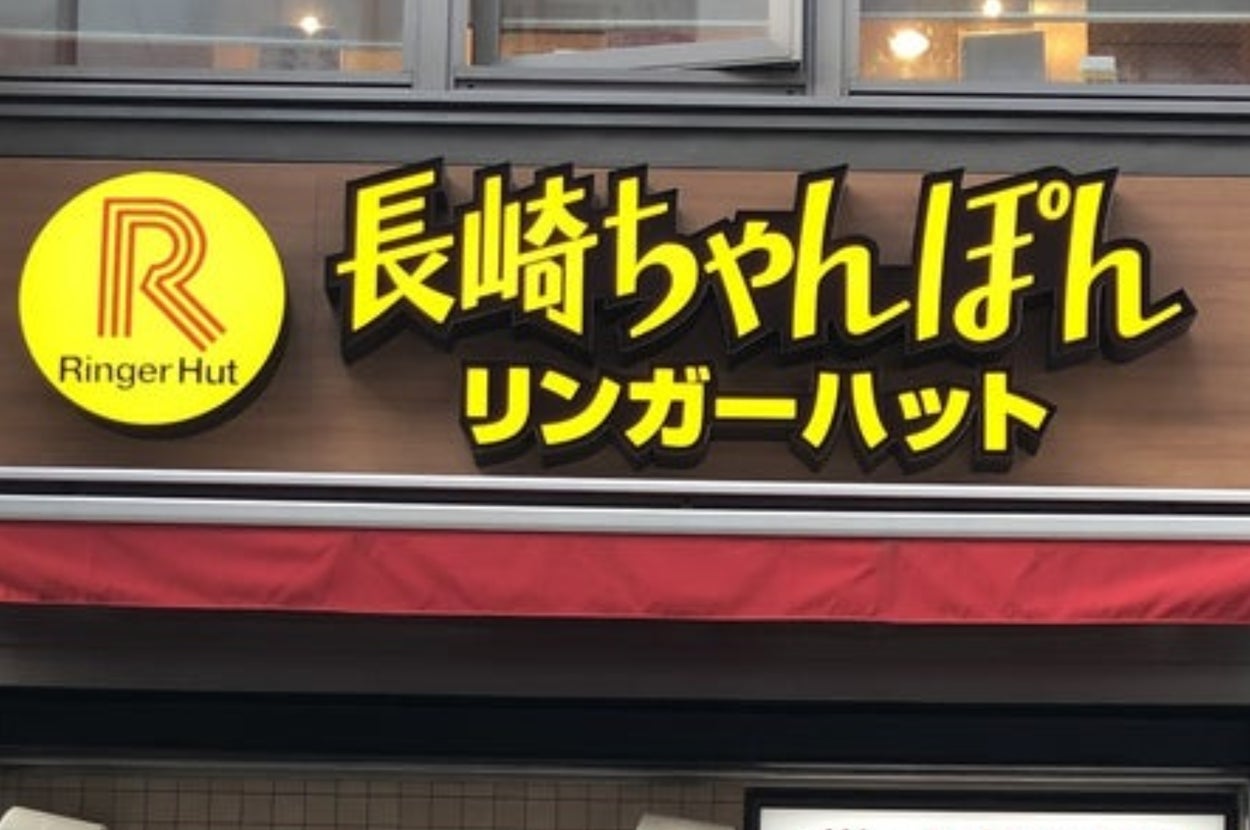 R
Ringer Hut
長崎ちゃんぽん
リンガーハット